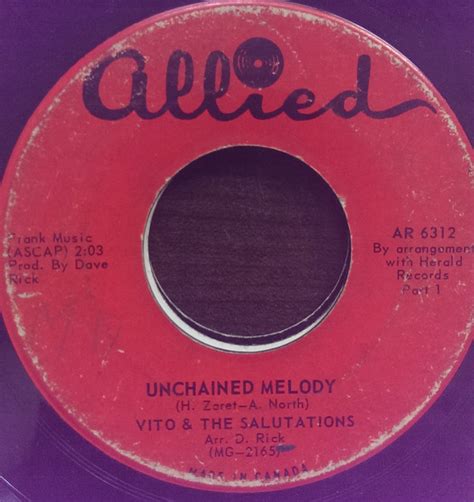 allied
Frank Music
(ASCAP) 2:03
Prod. By Dave
Rick
AR 6312
By arrangement
with Herald
Records
Part 1
UNCHAINED MELODY
(H. Zaret-A. North)
VITO & THE SALUTATIONS
Arr. D. Rick
(MG-2165)
MADE IN CANADA